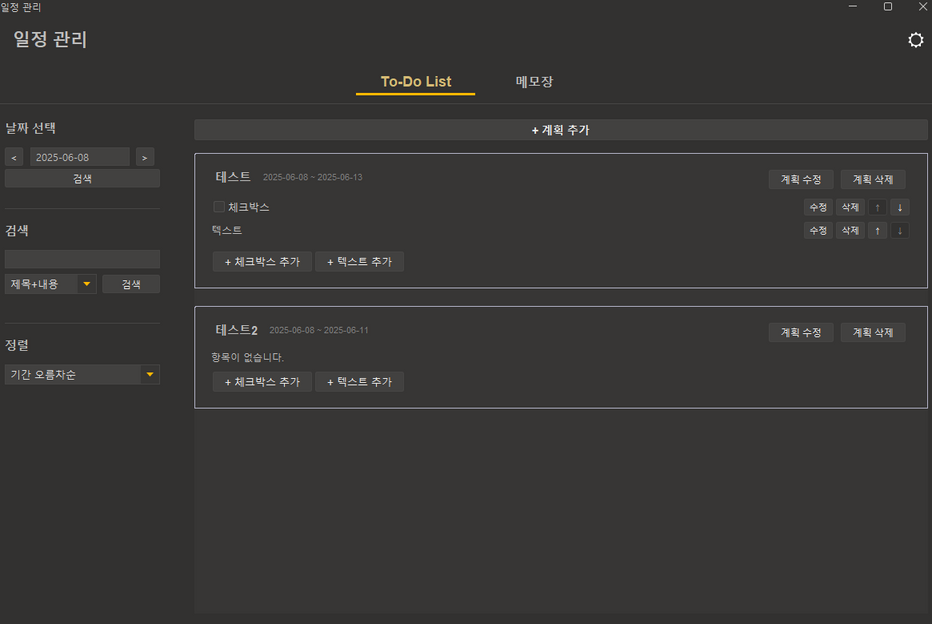 일정 관리
일정 관리
To-Do List 메모장
날짜 선택
< 2025-06-08 >
검색
검색
제목+내용 검색
정렬
기간 오름차순
+ 계획 추가
테스트 2025-06-08 ~ 2025-06-13 계획 수정 계획 삭제
체크박스 수정 삭제 ↑ ↓
텍스트 수정 삭제 ↑ ↓
+ 체크박스 추가 + 텍스트 추가
테스트2 2025-06-08 ~ 2025-06-11 계획 수정 계획 삭제
항목이 없습니다.
+ 체크박스 추가 + 텍스트 추가